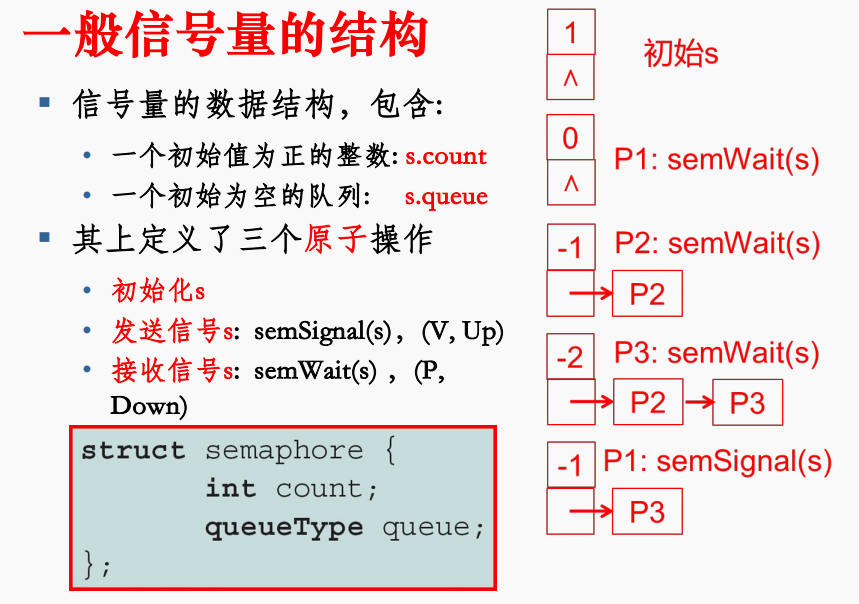 一般信号量的结构
▪ 信号量的数据结构，包含:
• 一个初始值为正的整数: s.count
• 一个初始为空的队列: s.queue
▪ 其上定义了三个原子操作
• 初始化s
• 发送信号s: semSignal(s)，(V, Up)
• 接收信号s: semWait(s) ，(P,
Down)
struct semaphore {
int count;
queueType queue;
};
1
^
初始s
0
^
P1: semWait(s)
-1
P2: semWait(s)
P2
-2
P3: semWait(s)
P2
P3
-1
P1: semSignal(s)
P3